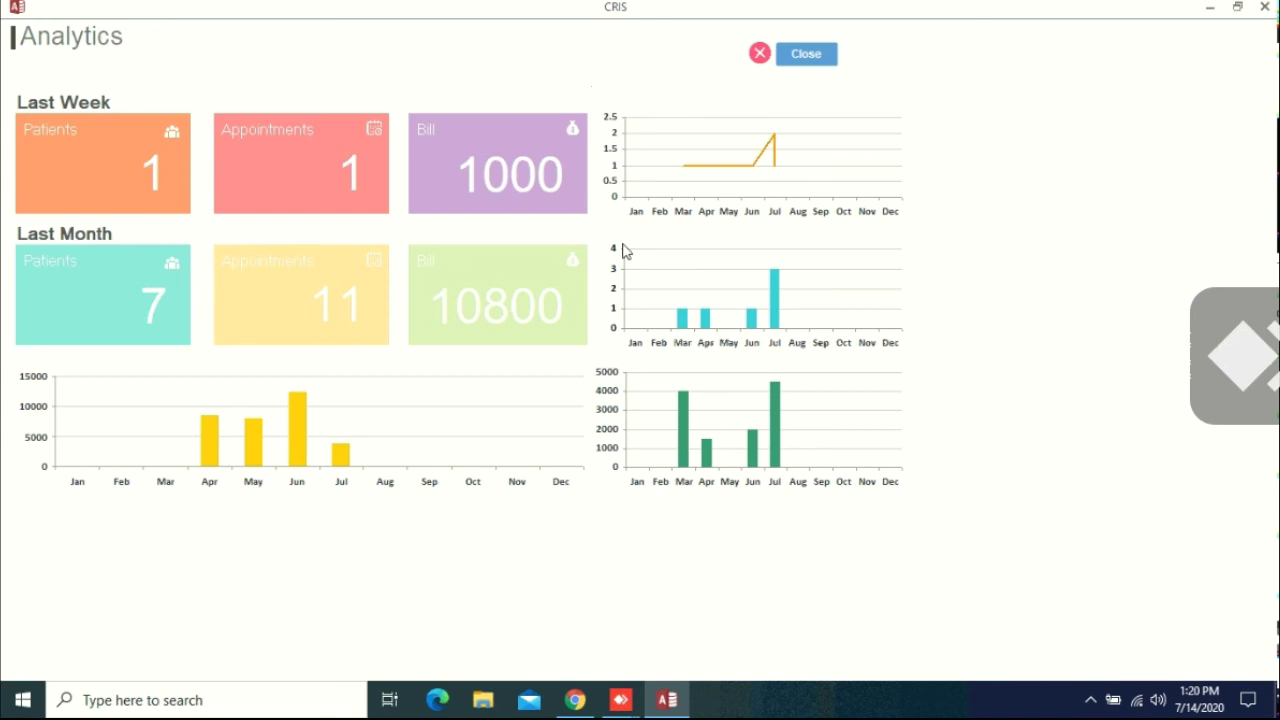 CRIS
Analytics
Close
Last Week
Patients
1
Appointments
1
Bill
1000
2.5
2
1.5
1
0.5
0
Jan Feb Mar Apr May Jun Jul Aug Sep Oct Nov Dec
Last Month
Patients
7
Appointments
11
Bill
10800
4
3
2
1
0
Jan Feb Mar Apr May Jun Jul Aug Sep Oct Nov Dec
15000
10000
5000
0
Jan Feb Mar Apr May Jun Jul Aug Sep Oct Nov Dec
5000
4000
3000
2000
1000
0
Jan Feb Mar Apr May Jun Jul Aug Sep Oct Nov Dec
Type here to search
1:20 PM
7/14/2020